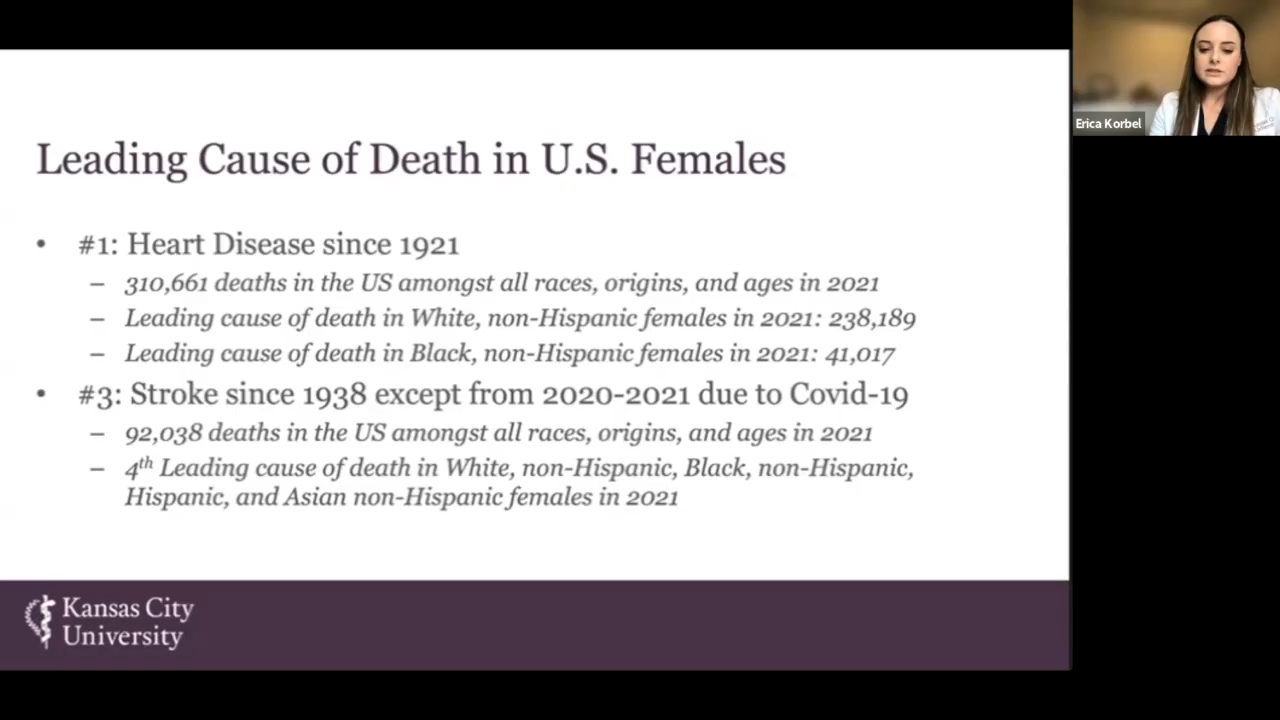 Leading Cause of Death in U.S. Females
• #1: Heart Disease since 1921
– 310,661 deaths in the US amongst all races, origins, and ages in 2021
– Leading cause of death in White, non-Hispanic females in 2021: 238,189
– Leading cause of death in Black, non-Hispanic females in 2021: 41,017
• #3: Stroke since 1938 except from 2020-2021 due to Covid-19
– 92,038 deaths in the US amongst all races, origins, and ages in 2021
– 4th Leading cause of death in White, non-Hispanic, Black, non-Hispanic,
Hispanic, and Asian non-Hispanic females in 2021
Kansas City
University
Erica Korbel